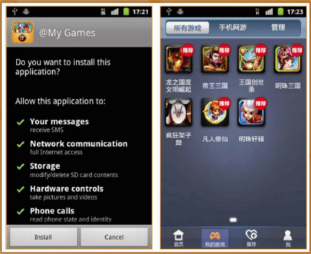 17:21
@My Games
Do you want to install this
application?
Allow this application to:
Your messages
receive SMS
Network communication
full Internet access
Storage
modify/delete SD card contents
Hardware controls
take pictures and videos
Phone calls
read phone state and identity
Install
Cancel
17:23
所有游戏
手机网游
管理
推荐
推荐
推荐
推荐
龙之国度
文明崛起
帝王三国
王国创世
录
明珠三国
推荐
疯狂架子
鼓
凡人修仙
明珠轩辕
首页
我的游戏
推荐
我